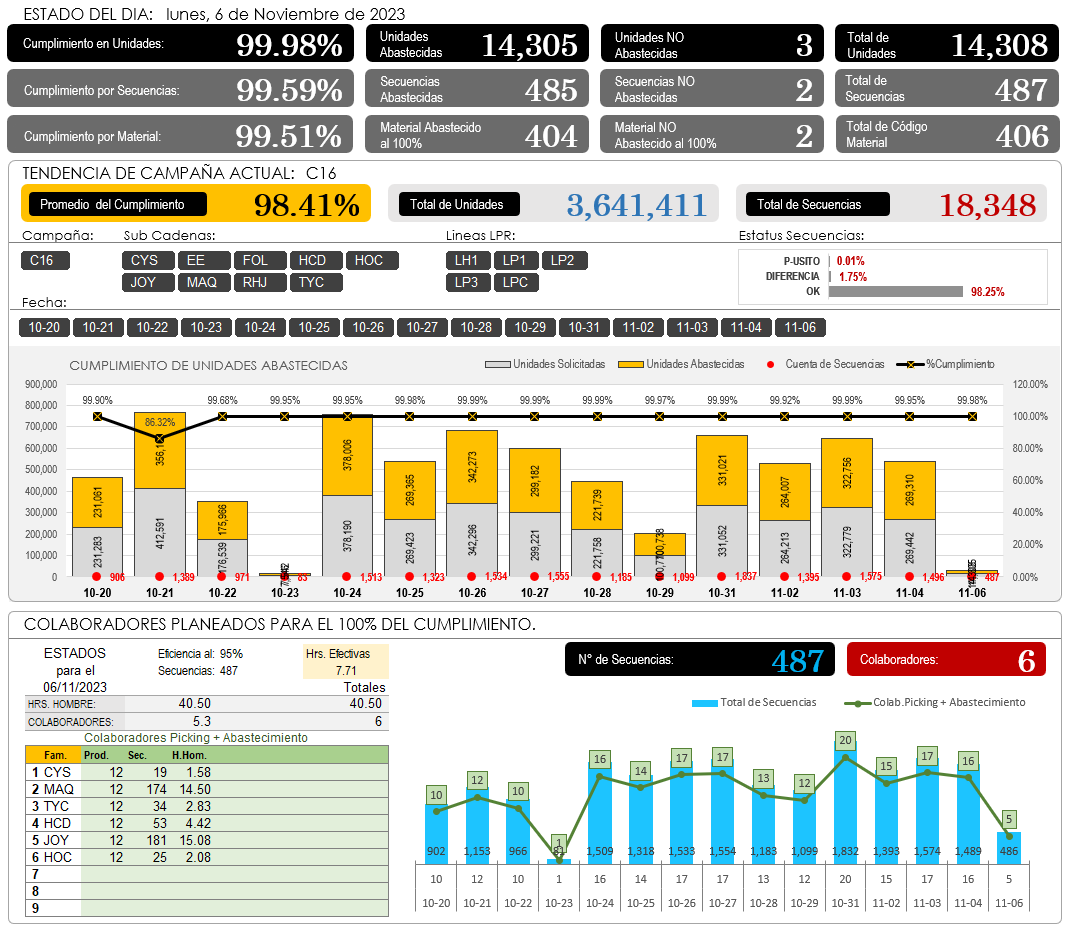 ESTADO DEL DIA: lunes, 6 de Noviembre de 2023
Cumplimiento en Unidades: 99.98%
Unidades Abastecidas 14,305
Unidades NO Abastecidas 3
Total de Unidades 14,308
Cumplimiento por Secuencias: 99.59%
Secuencias Abastecidas 485
Secuencias NO Abastecidas 2
Total de Secuencias 487
Cumplimiento por Material: 99.51%
Material Abastecido al 100% 404
Material NO Abastecido al 100% 2
Total de Código Material 406
TENDENCIA DE CAMPAÑA ACTUAL: C16
Promedio del Cumplimiento 98.41%
Total de Unidades 3,641,411
Total de Secuencias 18,348
Campaña: Sub Cadenas: Lineas LPR: Estatus Secuencias:
C16 CYS EE FOL HCD HOC LH1 LP1 LP2
JOY MAQ RHJ TYC LP3 LPC
P-USITO 0.01%
DIFERENCIA 1.75%
OK 98.25%
Fecha:
10-20 10-21 10-22 10-23 10-24 10-25 10-26 10-27 10-28 10-29 10-31 11-02 11-03 11-04 11-06
CUMPLIMIENTO DE UNIDADES ABASTECIDAS
Unidades Solicitadas Unidades Abastecidas Cuenta de Secuencias %Cumplimiento
900,000
800,000
700,000
600,000
500,000
400,000
300,000
200,000
100,000
0
120.00%
100.00%
80.00%
60.00%
40.00%
20.00%
0.00%
99.90% 86.32% 99.68% 99.95% 99.95% 99.98% 99.99% 99.99% 99.99% 99.97% 99.99% 99.92% 99.99% 99.95% 99.98%
231,061 175,966 378,006 269,365 342,273 299,182 221,739 331,021 264,007 322,756 269,310
231,283 412,591 176,539 378,190 269,423 342,296 299,221 221,758 331,052 264,213 322,779 269,442
906 1,389 971 85 1,513 1,323 1,534 1,555 1,185 1,099 1,837 1,395 1,575 1,496 487
10-20 10-21 10-22 10-23 10-24 10-25 10-26 10-27 10-28 10-29 10-31 11-02 11-03 11-04 11-06
COLABORADORES PLANEADOS PARA EL 100% DEL CUMPLIMIENTO.
ESTADOS
para el
06/11/2023
Eficiencia al: 95%
Secuencias: 487
Hrs. Efectivas
7.71
Totales
HRS. HOMBRE: 40.50 40.50
COLABORADORES: 5.3 6
Colaboradores Picking + Abastecimiento
Fam. Prod. Sec. H.Hom.
1 CYS 12 19 1.58
2 MAQ 12 174 14.50
3 TYC 12 34 2.83
4 HCD 12 53 4.42
5 JOY 12 181 15.08
6 HOC 12 25 2.08
7
8
9
N° de Secuencias: 487
Colaboradores: 6
Total de Secuencias Colab.Picking + Abastecimiento
10 12 10 1 16 14 17 17 13 12 20 15 17 16 5
902 1,153 966 1,509 1,318 1,533 1,554 1,183 1,099 1,832 1,393 1,574 1,489 486
10 12 10 1 16 14 17 17 13 12 20 15 17 16 5
10-20 10-21 10-22 10-23 10-24 10-25 10-26 10-27 10-28 10-29 10-31 11-02 11-03 11-04 11-06